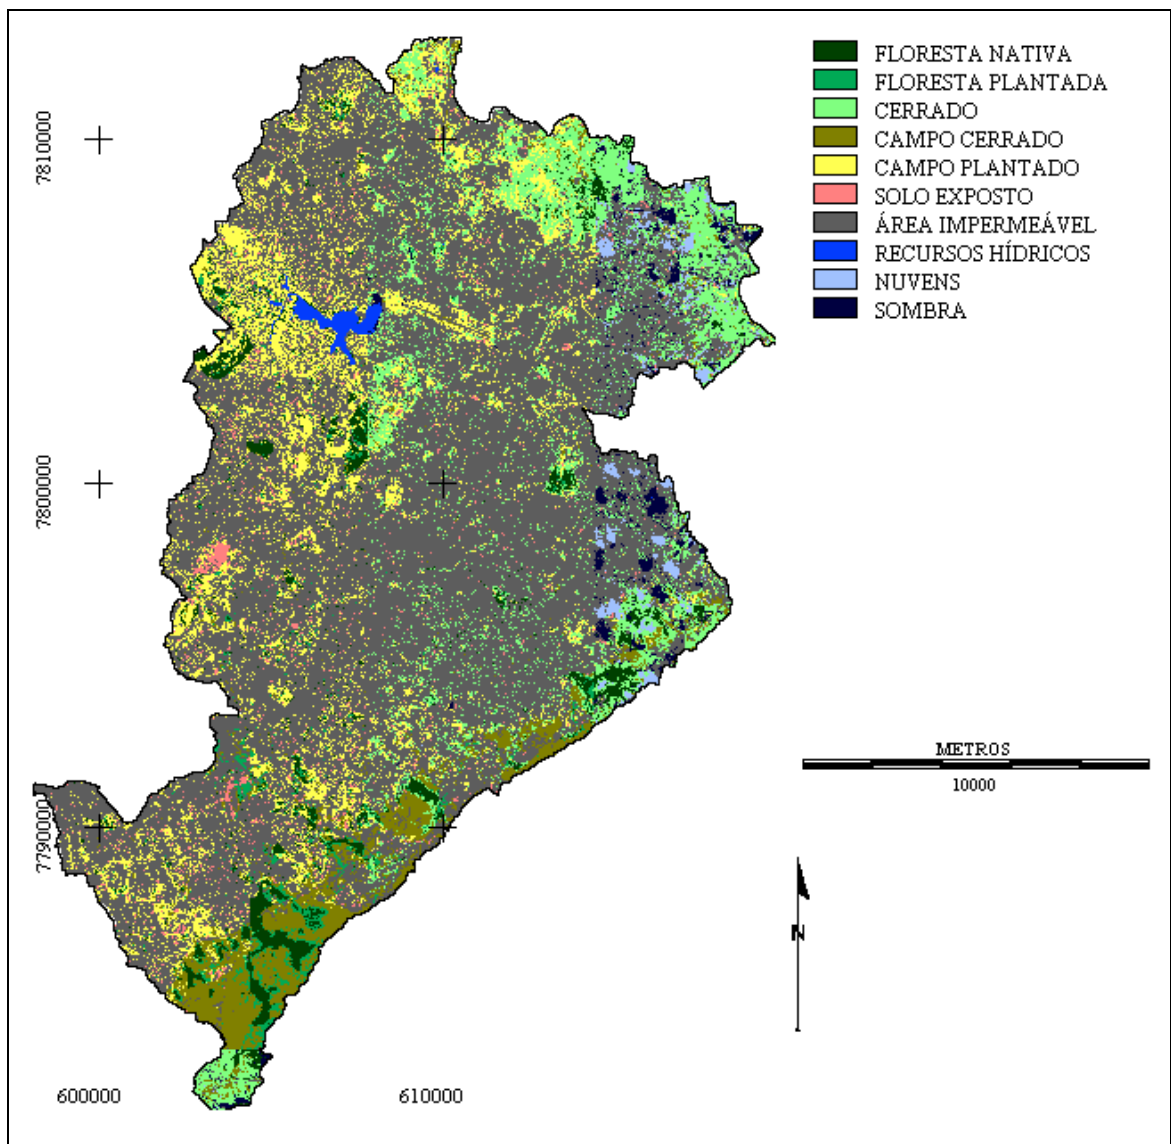 FLORESTA NATIVA
FLORESTA PLANTADA
CERRADO
CAMPO CERRADO
CAMPO PLANTADO
SOLO EXPOSTO
ÁREA IMPERMEÁVEL
RECURSOS HÍDRICOS
NUVENS
SOMBRA
7810000
7800000
7790000
METROS
10000
N
600000
610000